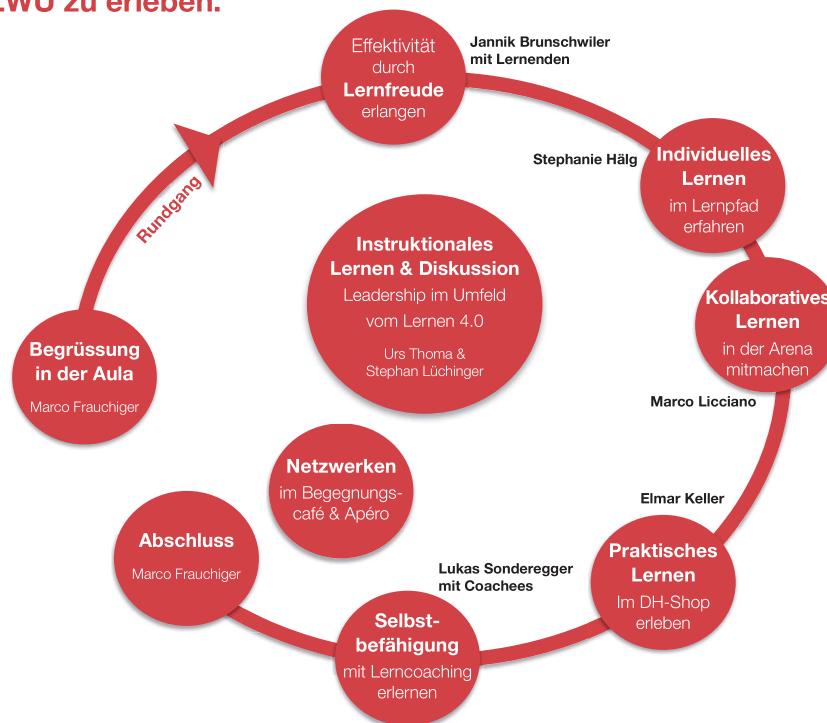 LWU zu erleben.
Effektivität
durch
Lernfreude
erlangen
Jannik Brunschwiler
mit Lernenden
Rundgang
Stephanie Hälg
Individuelles
Lernen
im Lernpfad
erfahren
Instruktionales
Lernen & Diskussion
Leadership im Umfeld
vom Lernen 4.0
Urs Thoma &
Stephan Lüchinger
Kollaboratives
Lernen
in der Arena
mitmachen
Begrüssung
in der Aula
Marco Frauchiger
Marco Licciano
Netzwerken
im Begegnungs-
café & Apéro
Elmar Keller
Abschluss
Marco Frauchiger
Praktisches
Lernen
Im DH-Shop
erleben
Lukas Sonderegger
mit Coachees
Selbst-
befähigung
mit Lerncoaching
erlernen